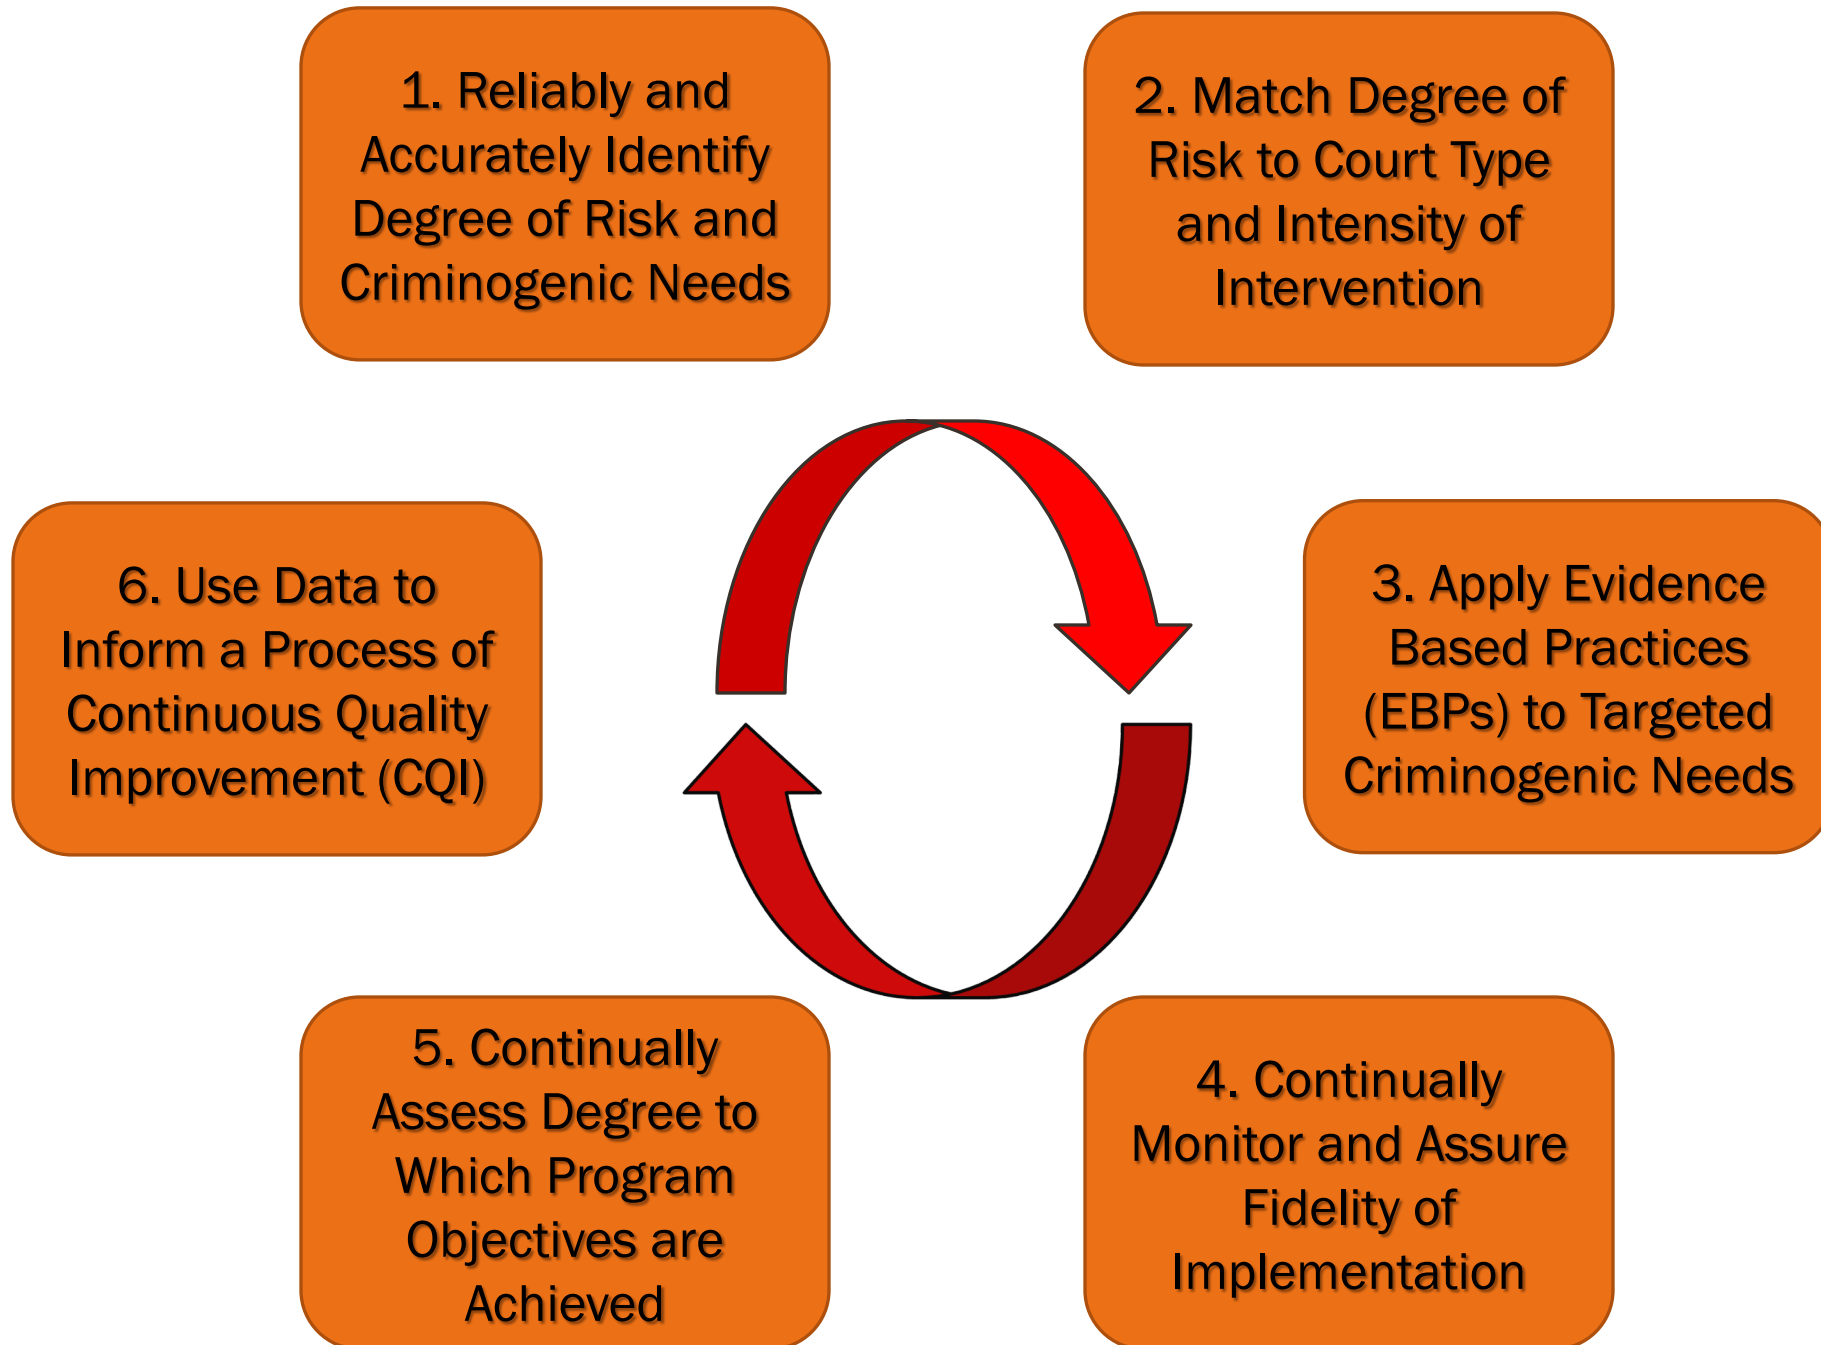 1. Reliably and
Accurately Identify
Degree of Risk and
Criminogenic Needs
2. Match Degree of
Risk to Court Type
and Intensity of
Intervention
3. Apply Evidence
Based Practices
(EBPs) to Targeted
Criminogenic Needs
4. Continually
Monitor and Assure
Fidelity of
Implementation
5. Continually
Assess Degree to
Which Program
Objectives are
Achieved
6. Use Data to
Inform a Process of
Continuous Quality
Improvement (CQI)